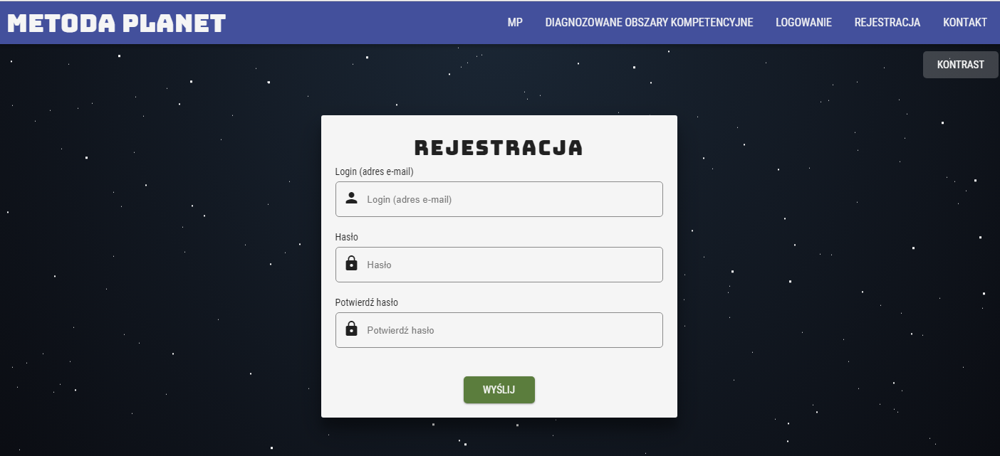 METODA PLANET
MP DIAGNOZOWANE OBSZARY KOMPETENCYJNE LOGOWANIE REJESTRACJA KONTAKT
KONTRAST
REJESTRACJA
Login (adres e-mail)
Login (adres e-mail)
Hasło
Hasło
Potwierdź hasło
Potwierdź hasło
WYŚLIJ